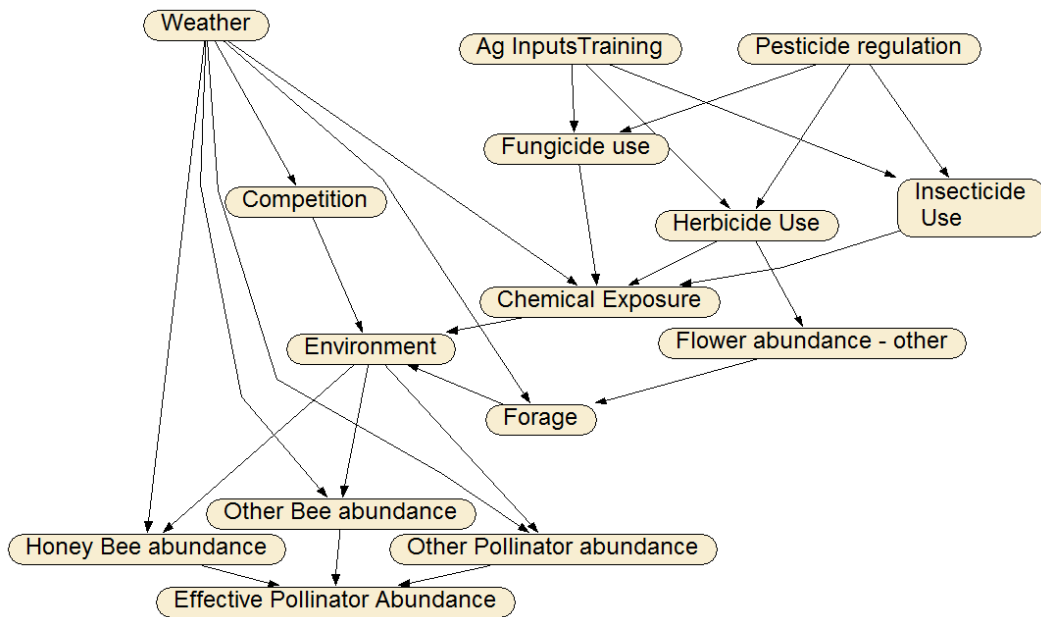 Weather
Ag InputsTraining
Pesticide regulation
Fungicide use
Competition
Insecticide
Use
Herbicide Use
Chemical Exposure
Environment
Flower abundance - other
Forage
Other Bee abundance
Honey Bee abundance
Other Pollinator abundance
Effective Pollinator Abundance